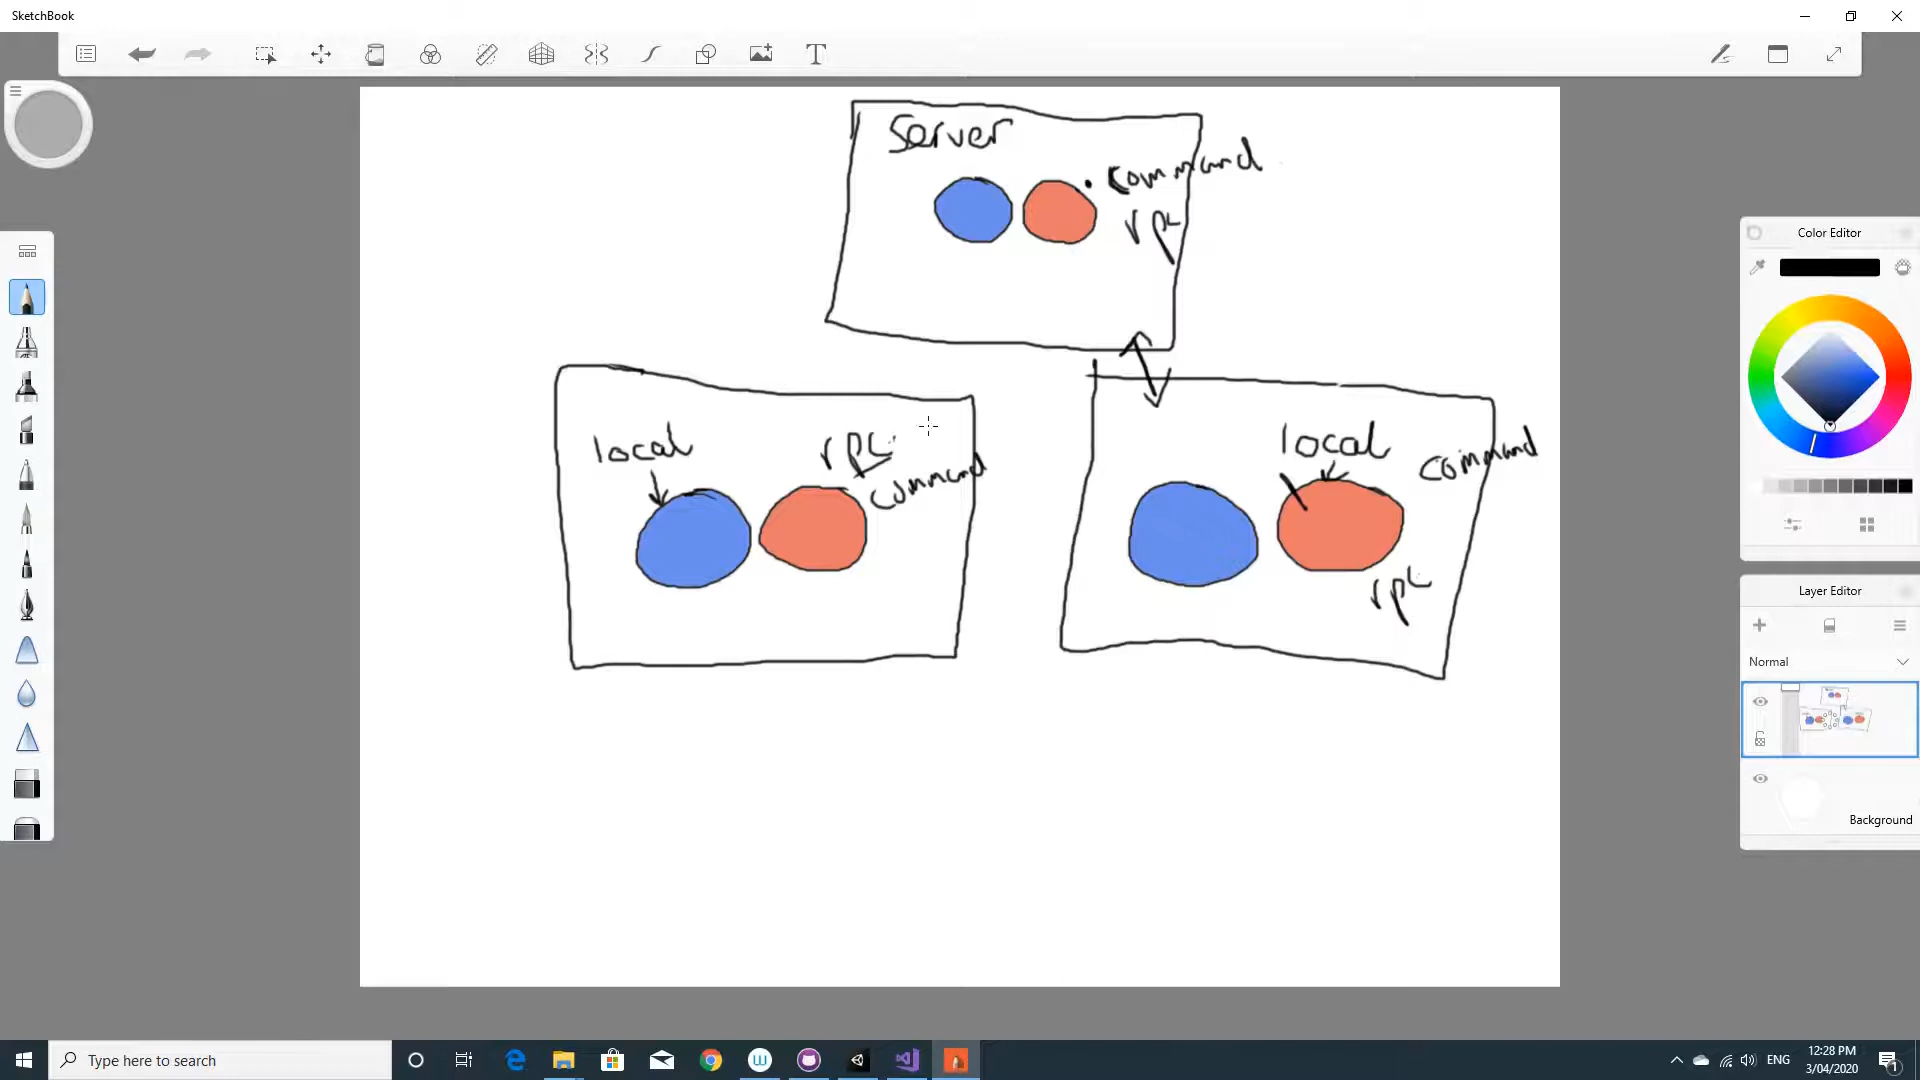 SketchBook
Server
command
rpc
local
rpc
command
local
command
rpc
Color Editor
Layer Editor
Normal
Background
Type here to search
ENG
12:28 PM
3/04/2020
1